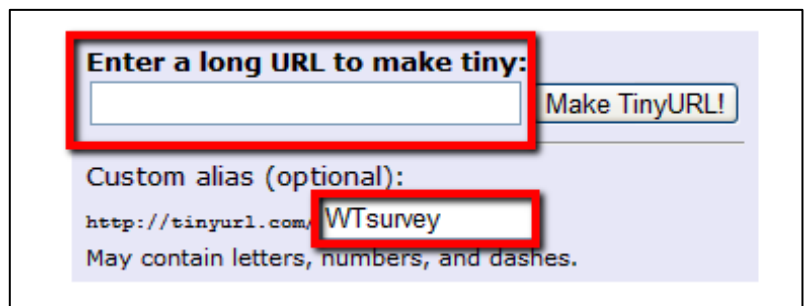 Enter a long URL to make tiny:
Make TinyURL!
Custom alias (optional):
http://tinyurl.com/ WTsurvey
May contain letters, numbers, and dashes.